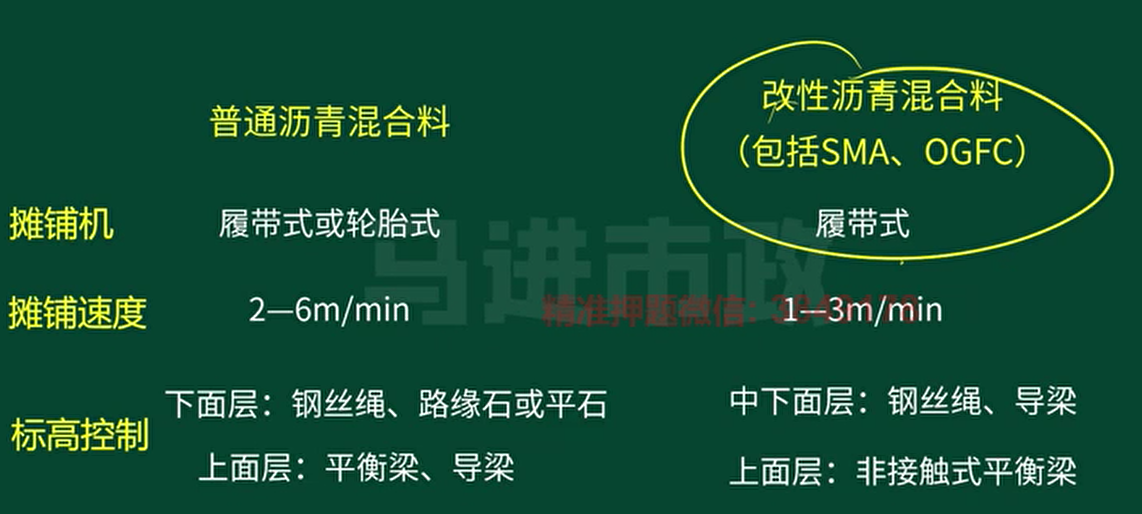 普通沥青混合料
改性沥青混合料
（包括SMA、OGFC）
摊铺机 履带式或轮胎式 履带式
摊铺速度 2—6m/min 1—3m/min
标高控制
下面层：钢丝绳、路缘石或平石 中下面层：钢丝绳、导梁
上面层：平衡梁、导梁 上面层：非接触式平衡梁
马进市政
精准押题微信：